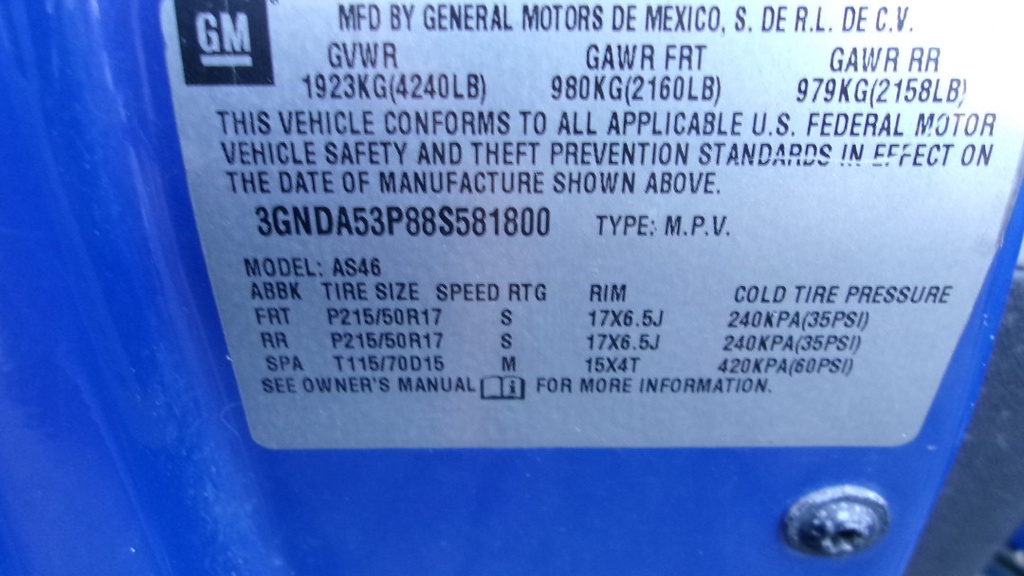 GM
MFD BY GENERAL MOTORS DE MEXICO, S. DE R.L. DE C.V.
GVWR GAWR FRT GAWR RR
1923KG(4240LB) 980KG(2160LB) 979KG(2158LB)
THIS VEHICLE CONFORMS TO ALL APPLICABLE U.S. FEDERAL MOTOR
VEHICLE SAFETY AND THEFT PREVENTION STANDARDS IN EFFECT ON
THE DATE OF MANUFACTURE SHOWN ABOVE.
3GNDA53P88S581800 TYPE: M.P.V.
MODEL: AS46
ABBK TIRE SIZE SPEED RTG RIM COLD TIRE PRESSURE
FRT P215/50R17 S 17X6.5J 240KPA(35PSI)
RR P215/50R17 S 17X6.5J 240KPA(35PSI)
SPA T115/70D15 M 15X4T 420KPA(60PSI)
SEE OWNER'S MANUAL i FOR MORE INFORMATION.